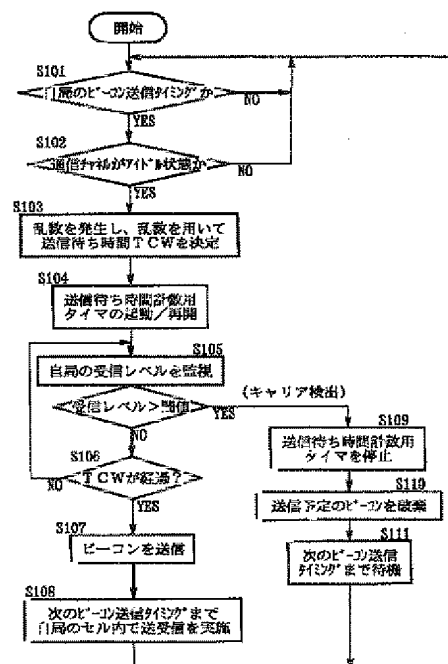 開始
S101
自局のビーコン送信タイミングか
NO
YES
S102
通信チャネルがアイドル状態か
NO
YES
S103
乱数を発生し、乱数を用いて
送信待ち時間TCWを決定
S104
送信待ち時間計数用
タイマの起動/再開
S105
自局の受信レベルを監視
受信レベル>閾値
(キャリア検出)
YES
NO
S106
TCWが経過?
NO
YES
S107
ビーコンを送信
S108
次のビーコン送信タイミングまで
自局のセル内で送受信を実施
S109
送信待ち時間計数用
タイマを停止
S110
送信予定のビーコンを破棄
S111
次のビーコン送信
タイミングまで待機